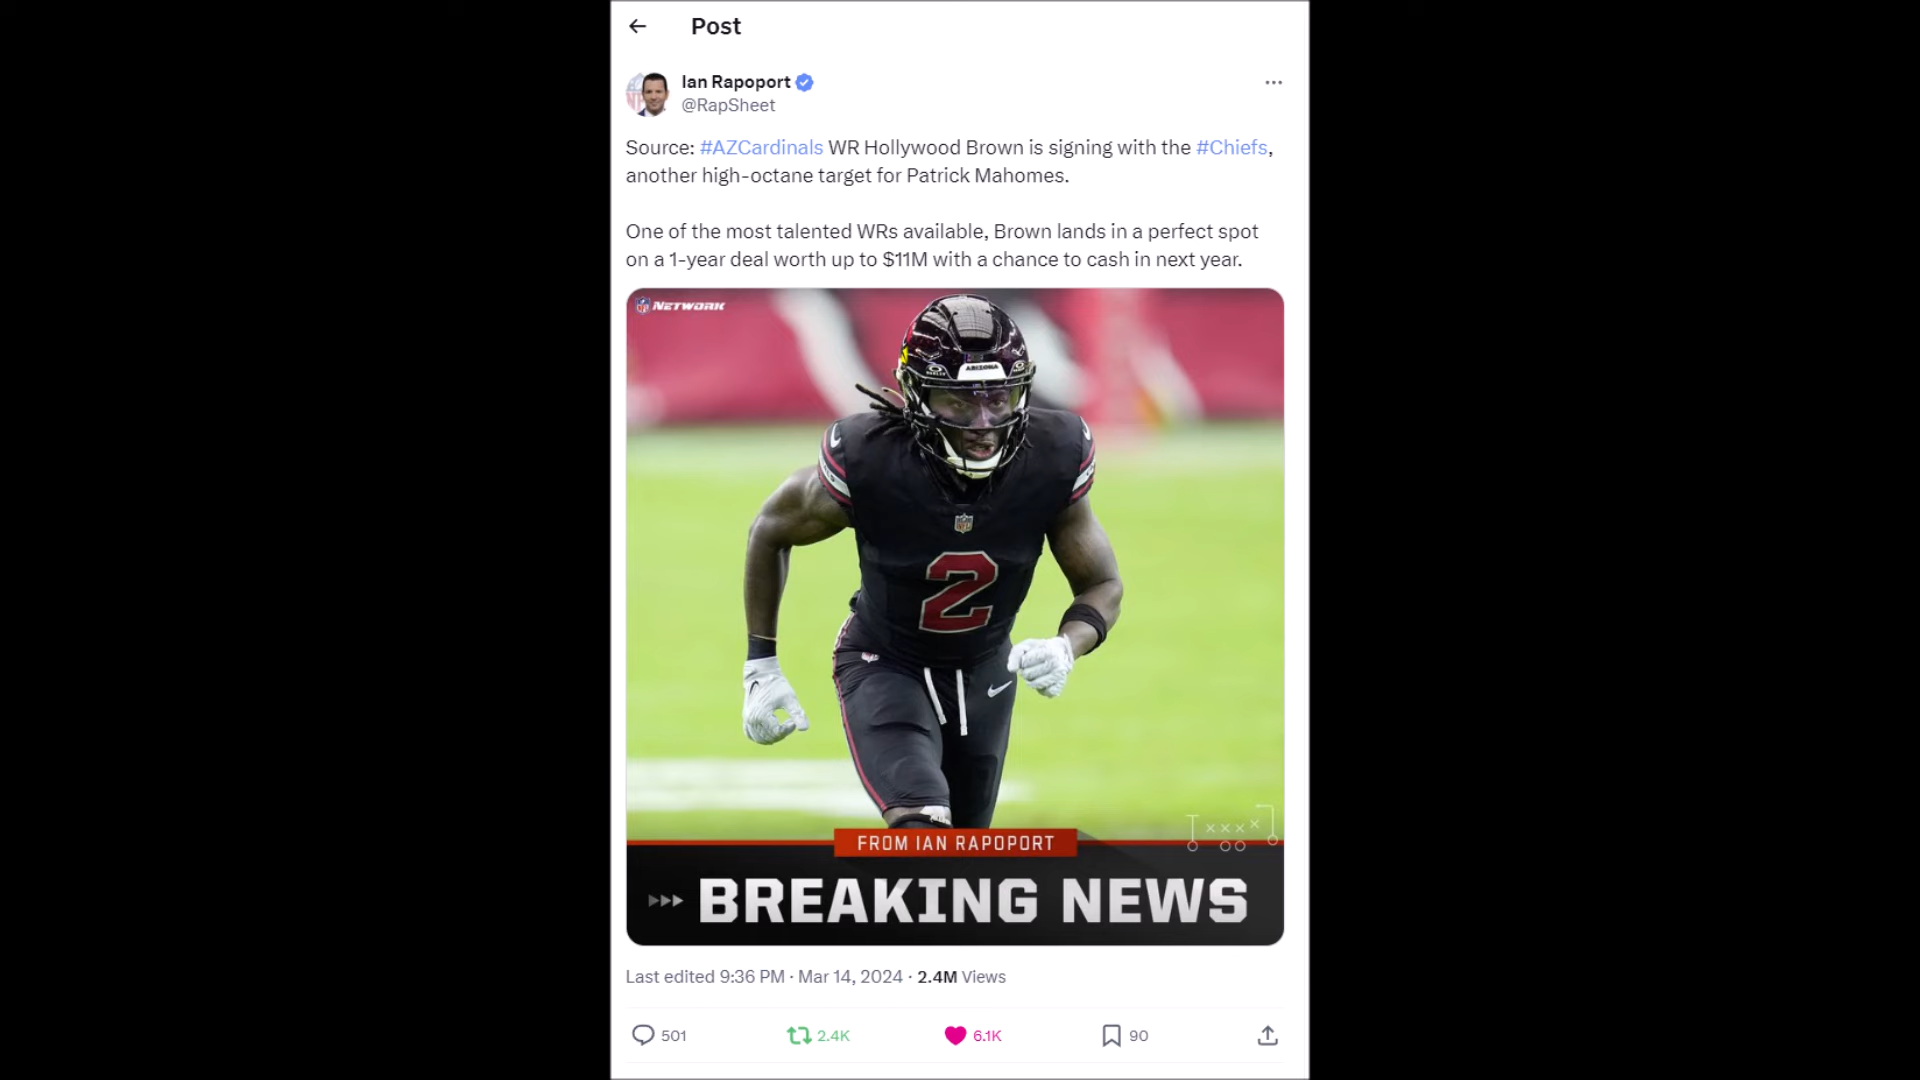 Post
Ian Rapoport
@RapSheet
Source: #AZCardinals WR Hollywood Brown is signing with the #Chiefs,
another high-octane target for Patrick Mahomes.
One of the most talented WRs available, Brown lands in a perfect spot
on a 1-year deal worth up to $11M with a chance to cash in next year.
NFL NETWORK
ARIZONA
2
FROM IAN RAPOPORT
BREAKING NEWS
Last edited 9:36 PM · Mar 14, 2024 · 2.4M Views
501 2.4K 6.1K 90